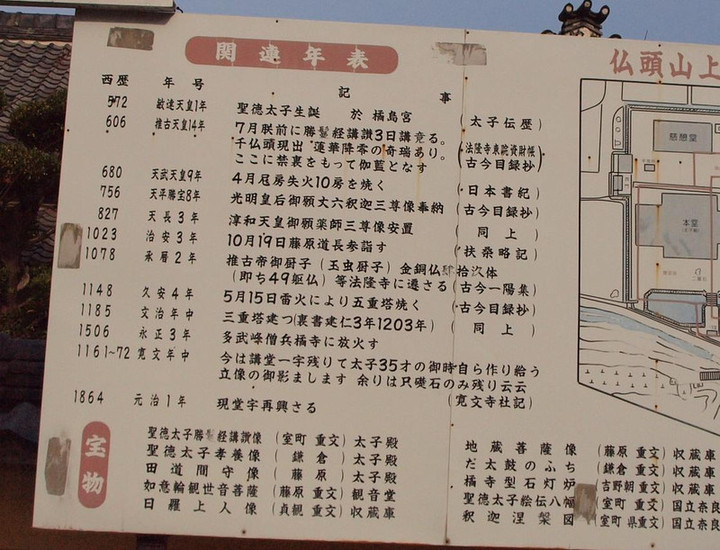 関連年表
仏頭山上
西歴 年号 記事
572 敏達天皇1年 聖徳太子生誕 於 橘島宮 (太子伝歴)
606 推古天皇14年 7月朕前に勝鬘経講讃3日講竟る。
千仏頭現出 蓮華降零の奇瑞あり。 (法隆寺東院資財帳
ここに禁裏をもって伽藍となす 古今目録抄)
680 天武天皇9年 4月尼房失火10房を焼く (日本書紀)
756 天平勝宝8年 光明皇后御願丈六釈迦三尊像奉納 (古今目録抄)
827 天長3年 淳和天皇御願薬師三尊像安置 (同上)
1023 治安3年 10月19日藤原道長参詣す (扶桑略記)
1078 承暦2年 推古帝御厨子(玉虫厨子)金銅仏 拾 体
(即ち49躯仏)等法隆寺に遷さる (古今一陽集)
1148 久安4年 5月15日雷火により五重塔焼く (古今目録抄)
1185 文治年中 三重塔建つ(裏書建仁3年1203年) (同上)
1506 永正3年 多武峰僧兵橘寺に放火す
1161~72 寛文年中 今は講堂一宇残りて太子35才の御時自ら作り給う
立像の御影まします 余りは只礎石のみ残り云云
(寛文寺社記)
1864 元治1年 現堂宇再興さる
宝物
聖徳太子勝鬘経講讃像 (室町 重文) 太子殿
聖徳太子孝養像 (鎌倉) 太子殿
田道間守像 (藤原) 太子殿
如意輪観世音菩薩 (藤原 重文) 観音堂
日羅上人像 (貞観 重文) 収蔵庫
地蔵菩薩像 (藤原 重文) 収蔵庫
だ太鼓のふち (鎌倉 重文) 収蔵庫
橘寺型石灯炉 (吉野朝 重文) 収蔵庫
聖徳太子絵伝八幅 室町 重文) 国立奈良
釈迦涅槃図 (室町 県重文) 国立奈良
慈憩堂
本堂